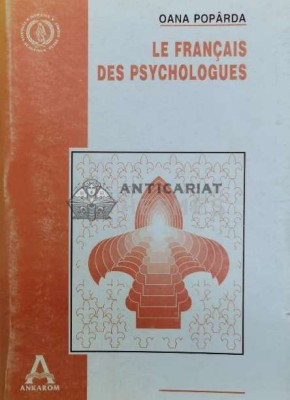 OANA POPÂRDA
LE FRANÇAIS
DES PSYCHOLOGUES
ANTICARIAT
ANKAROM